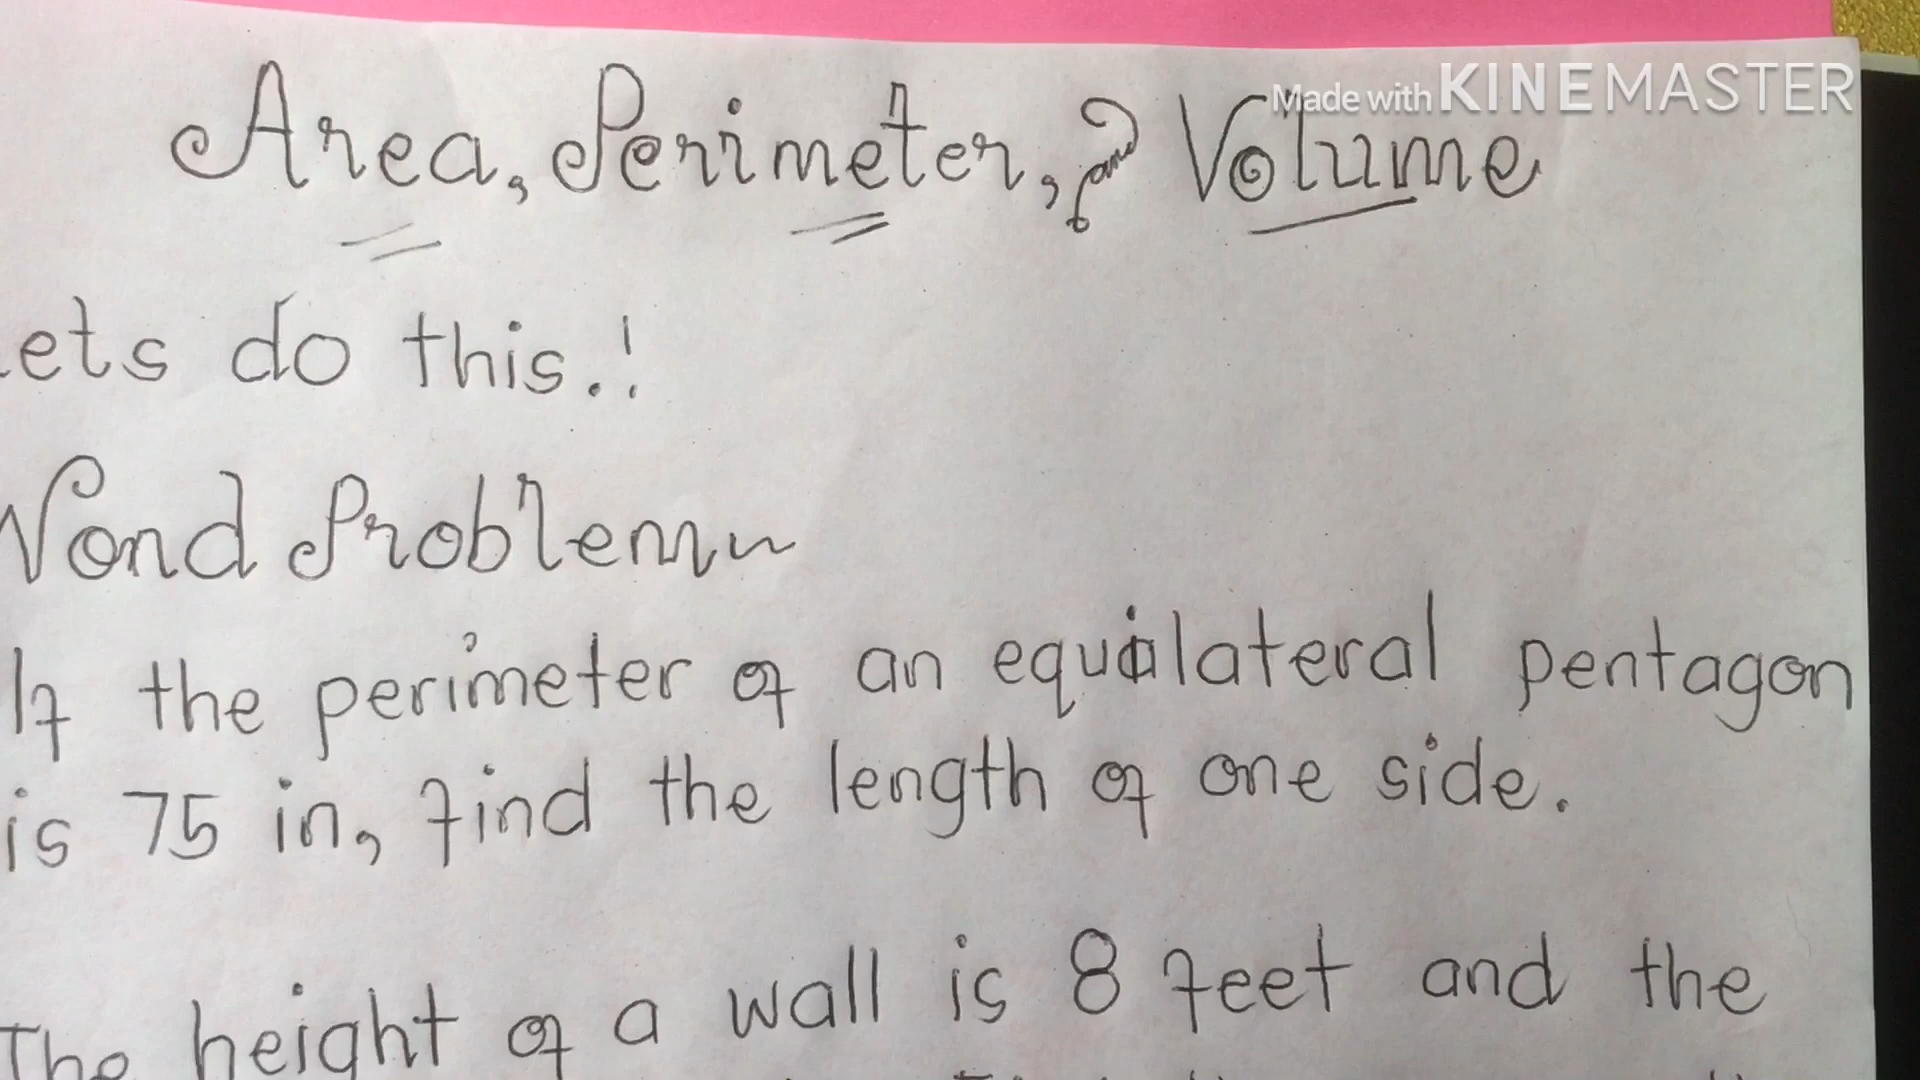 Area, Perimeter, and Volume
Made with KINEMASTER
Lets do this.!
Word Problem
If the perimeter of an equilateral pentagon
is 75 in, find the length of one side.
The height of a wall is 8 feet and the